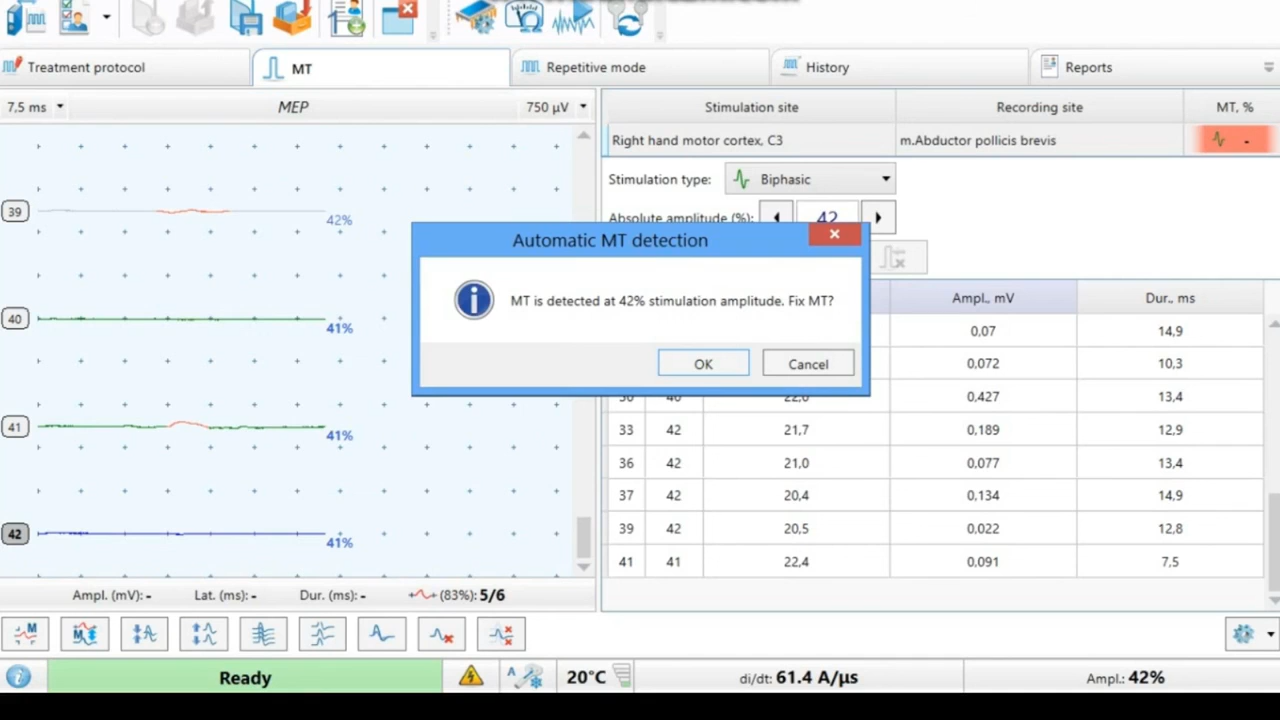 Treatment protocol
MT
Repetitive mode
History
Reports
7,5 ms
MEP
750 µV
Stimulation site
Recording site
MT, %
Right hand motor cortex, C3
m.Abductor pollicis brevis
-
Stimulation type:
Biphasic
Absolute amplitude (%):
42
39
42%
40
41%
41
41%
42
41%
Automatic MT detection
MT is detected at 42% stimulation amplitude. Fix MT?
OK
Cancel
Ampl., mV
Dur., ms
0,07
14,9
0,072
10,3
0,427
13,4
33 42 21,7 0,189 12,9
36 42 21,0 0,077 13,4
37 42 20,4 0,134 14,9
39 42 20,5 0,022 12,8
41 41 22,4 0,091 7,5
Ampl. (mV): -
Lat. (ms): -
Dur. (ms): -
(83%): 5/6
Ready
20°C
di/dt: 61.4 A/µs
Ampl.: 42%